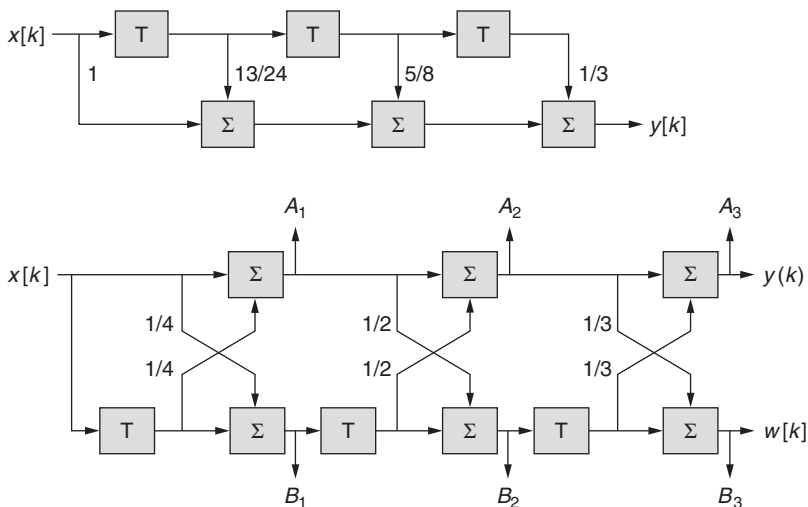 x[k] T T T
1 13/24 5/8 1/3
Σ Σ Σ y[k]
A1 A2 A3
x[k] Σ Σ Σ y(k)
1/4 1/2 1/3
1/4 1/2 1/3
T Σ T Σ T Σ w[k]
B1 B2 B3